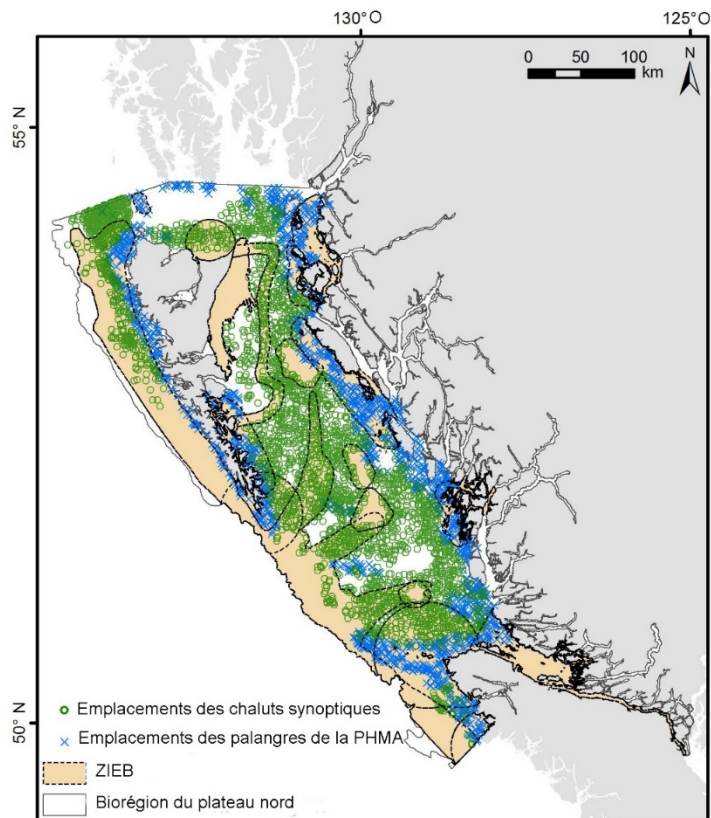 130°O
125°O
0 50 100
km
N
55° N
50° N
Emplacements des chaluts synoptiques
Emplacements des palangres de la PHMA
ZIEB
Biorégion du plateau nord